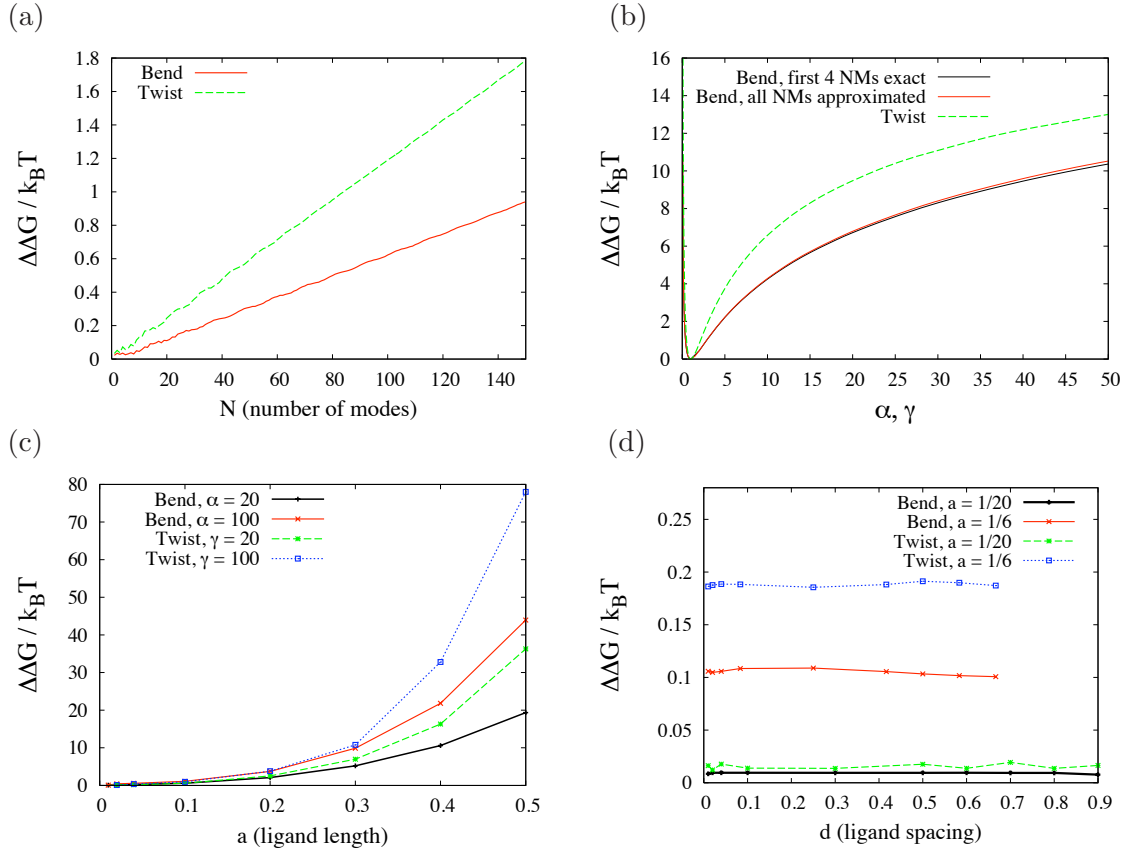 (a)
ΔΔG / k_BT
1.8
1.6
1.4
1.2
1
0.8
0.6
0.4
0.2
0
Bend
Twist
0 20 40 60 80 100 120 140
N (number of modes)
(b)
ΔΔG / k_BT
16
14
12
10
8
6
4
2
0
Bend, first 4 NMs exact
Bend, all NMs approximated
Twist
0 5 10 15 20 25 30 35 40 45 50
α, γ
(c)
ΔΔG / k_BT
80
70
60
50
40
30
20
10
0
Bend, α = 20
Bend, α = 100
Twist, γ = 20
Twist, γ = 100
0 0.1 0.2 0.3 0.4 0.5
a (ligand length)
(d)
ΔΔG / k_BT
0.25
0.2
0.15
0.1
0.05
0
Bend, a = 1/20
Bend, a = 1/6
Twist, a = 1/20
Twist, a = 1/6
0 0.1 0.2 0.3 0.4 0.5 0.6 0.7 0.8 0.9
d (ligand spacing)